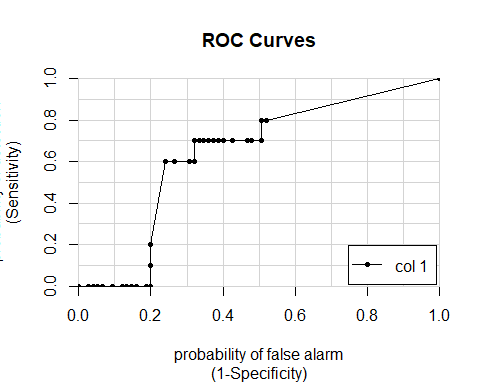 ROC Curves
1.0
0.8
0.6
0.4
0.2
0.0
(Sensitivity)
col 1
0.0 0.2 0.4 0.6 0.8 1.0
probability of false alarm
(1-Specificity)